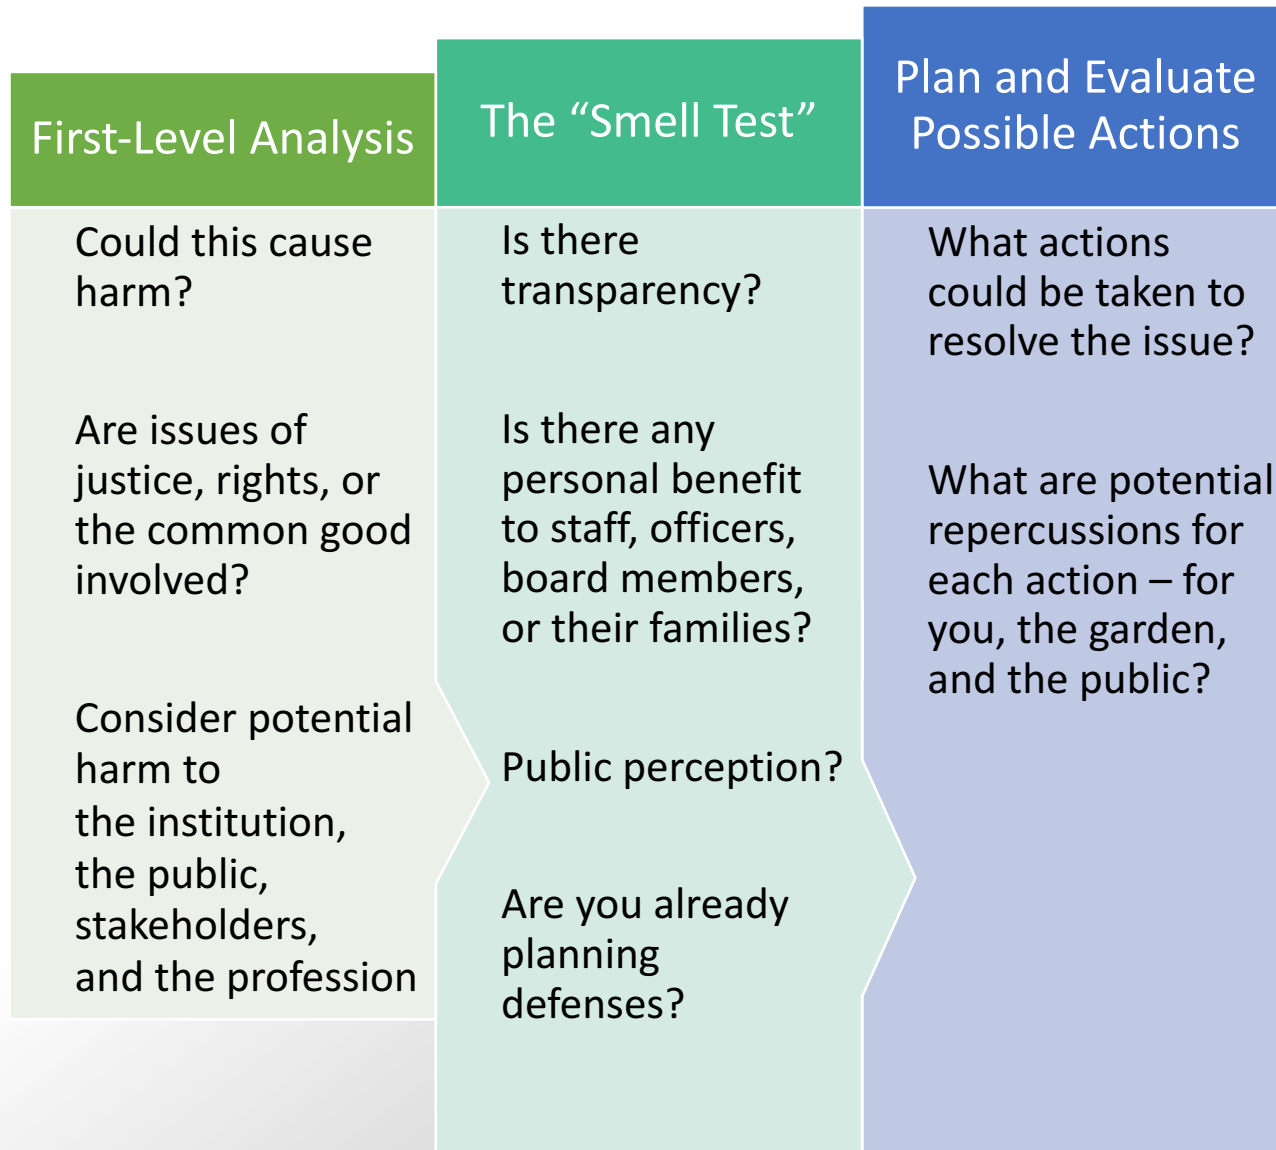 First-Level Analysis
Could this cause
harm?
Are issues of
justice, rights, or
the common good
involved?
Consider potential
harm to
the institution,
the public,
stakeholders,
and the profession
The “Smell Test”
Is there
transparency?
Is there any
personal benefit
to staff, officers,
board members,
or their families?
Public perception?
Are you already
planning
defenses?
Plan and Evaluate
Possible Actions
What actions
could be taken to
resolve the issue?
What are potential
repercussions for
each action – for
you, the garden,
and the public?